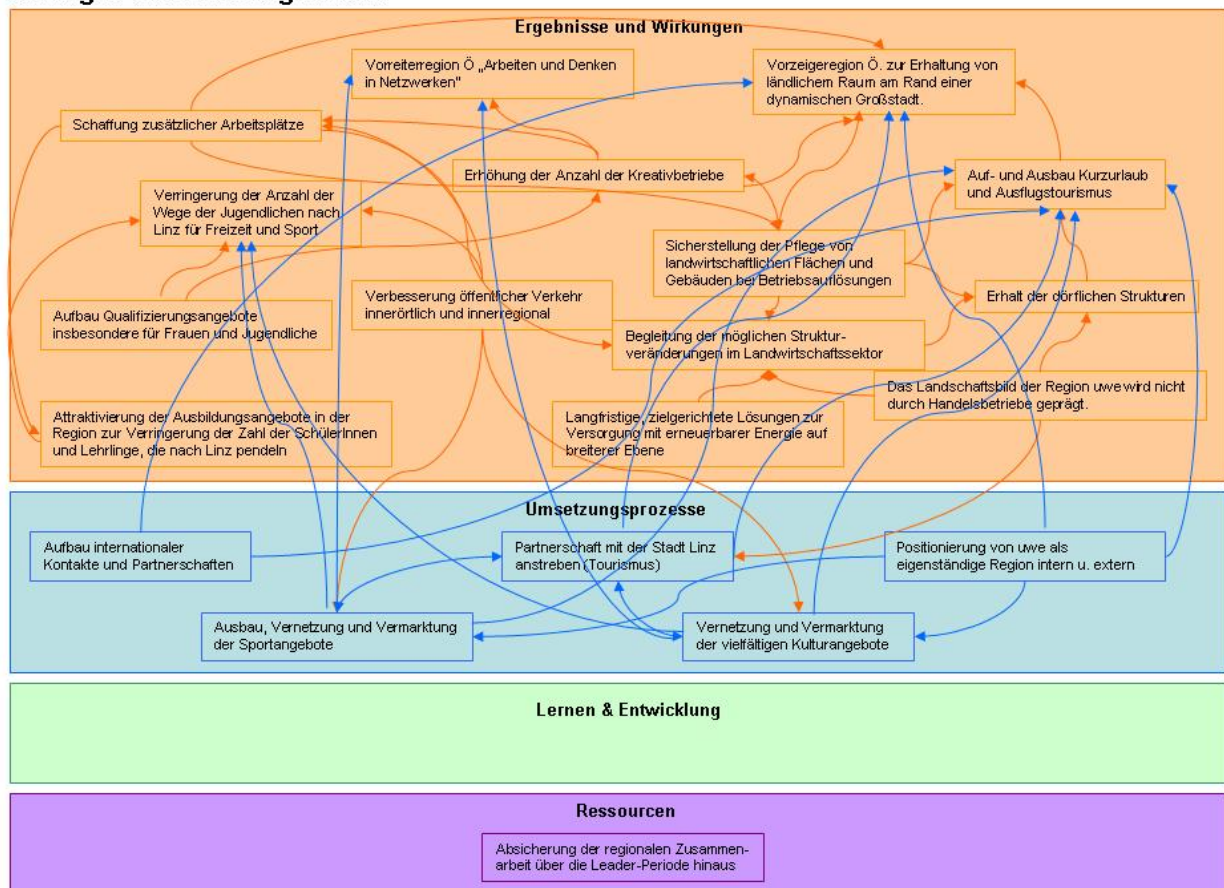 Ergebnisse und Wirkungen
Vorreiterregion Ö „Arbeiten und Denken
in Netzwerken"
Vorzeigeregion Ö. zur Erhaltung von
ländlichem Raum am Rand einer
dynamischen Großstadt.
Schaffung zusätzlicher Arbeitsplätze
Erhöhung der Anzahl der Kreativbetriebe
Auf- und Ausbau Kurzurlaub
und Ausflugstourismus
Verringerung der Anzahl der
Wege der Jugendlichen nach
Linz für Freizeit und Sport
Sicherstellung der Pflege von
landwirtschaftlichen Flächen und
Gebäuden bei Betriebsauflösungen
Verbesserung öffentlicher Verkehr
innerörtlich und innerregional
Erhalt der dörflichen Strukturen
Aufbau Qualifizierungsangebote
insbesondere für Frauen und Jugendliche
Begleitung der möglichen Struktur-
veränderungen im Landwirtschaftssektor
Das Landschaftsbild der Region uwe wird nicht
durch Handelsbetriebe geprägt.
Attraktivierung der Ausbildungsangebote in der
Region zur Verringerung der Zahl der SchülerInnen
und Lehrlinge, die nach Linz pendeln
Langfristige, zielgerichtete Lösungen zur
Versorgung mit erneuerbarer Energie auf
breiterer Ebene
Umsetzungsprozesse
Aufbau internationaler
Kontakte und Partnerschaften
Partnerschaft mit der Stadt Linz
anstreben (Tourismus)
Positionierung von uwe als
eigenständige Region intern u. extern
Ausbau, Vernetzung und Vermarktung
der Sportangebote
Vernetzung und Vermarktung
der vielfältigen Kulturangebote
Lernen & Entwicklung
Ressourcen
Absicherung der regionalen Zusammen-
arbeit über die Leader-Periode hinaus